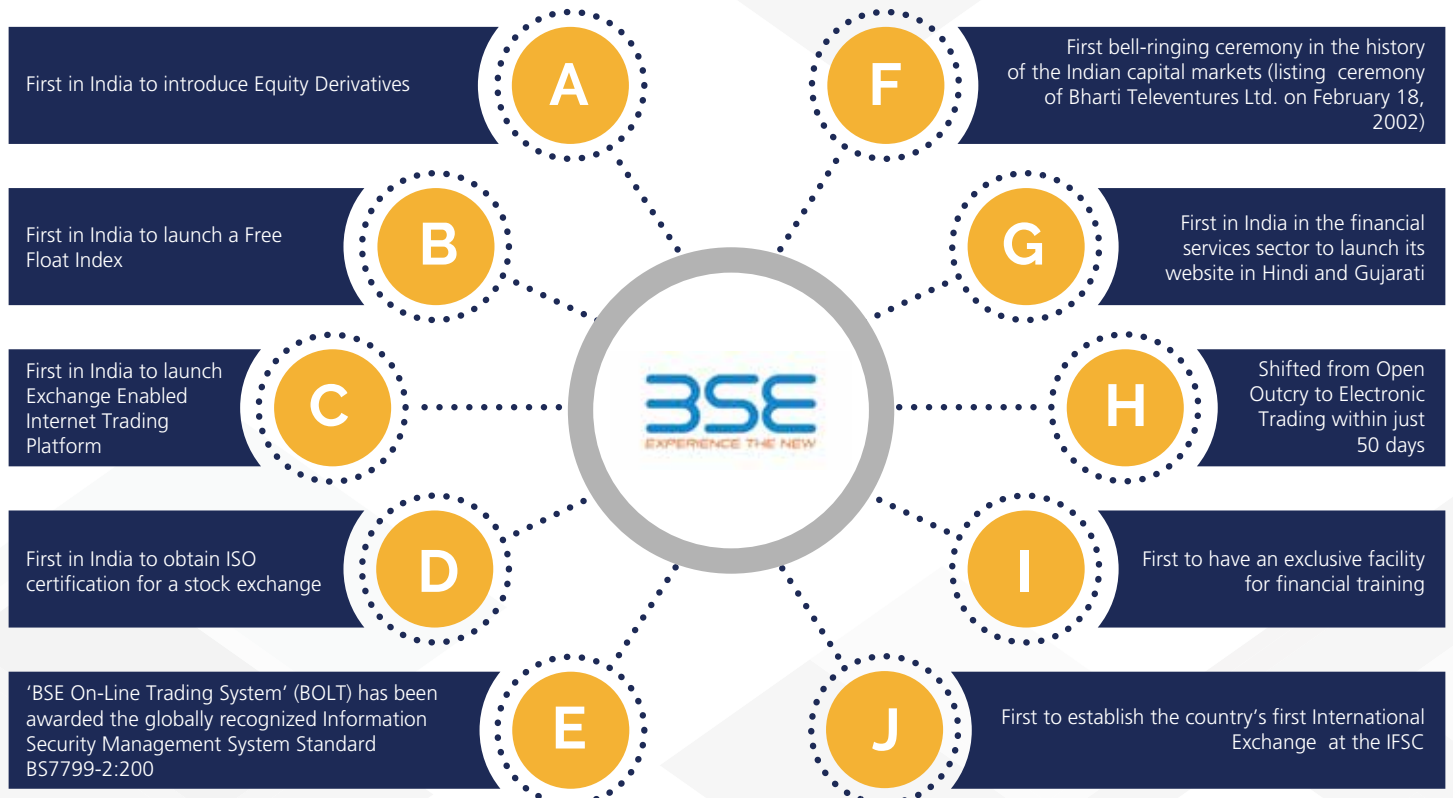 First in India to introduce Equity Derivatives
A
First in India to launch a Free
Float Index
B
First in India to launch
Exchange Enabled
Internet Trading
Platform
C
First in India to obtain ISO
certification for a stock exchange
D
‘BSE On-Line Trading System’ (BOLT) has been
awarded the globally recognized Information
Security Management System Standard
BS7799-2:200
E
BSE
EXPERIENCE THE NEW
F
First bell-ringing ceremony in the history
of the Indian capital markets (listing ceremony
of Bharti Televentures Ltd. on February 18,
2002)
G
First in India in the financial
services sector to launch its
website in Hindi and Gujarati
H
Shifted from Open
Outcry to Electronic
Trading within just
50 days
I
First to have an exclusive facility
for financial training
J
First to establish the country’s first International
Exchange at the IFSC